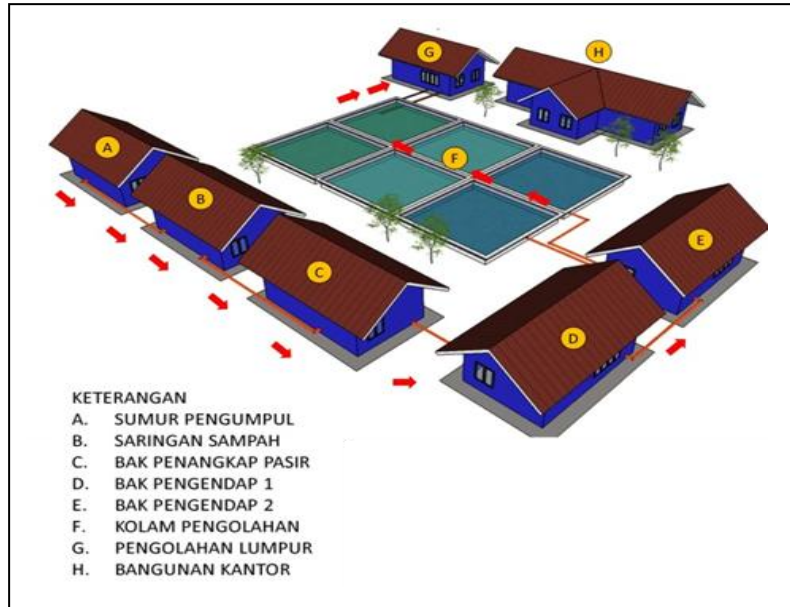 G
H
A
B
F
C
E
D
KETERANGAN
A. SUMUR PENGUMPUL
B. SARINGAN SAMPAH
C. BAK PENANGKAP PASIR
D. BAK PENGENDAP 1
E. BAK PENGENDAP 2
F. KOLAM PENGOLAHAN
G. PENGOLAHAN LUMPUR
H. BANGUNAN KANTOR